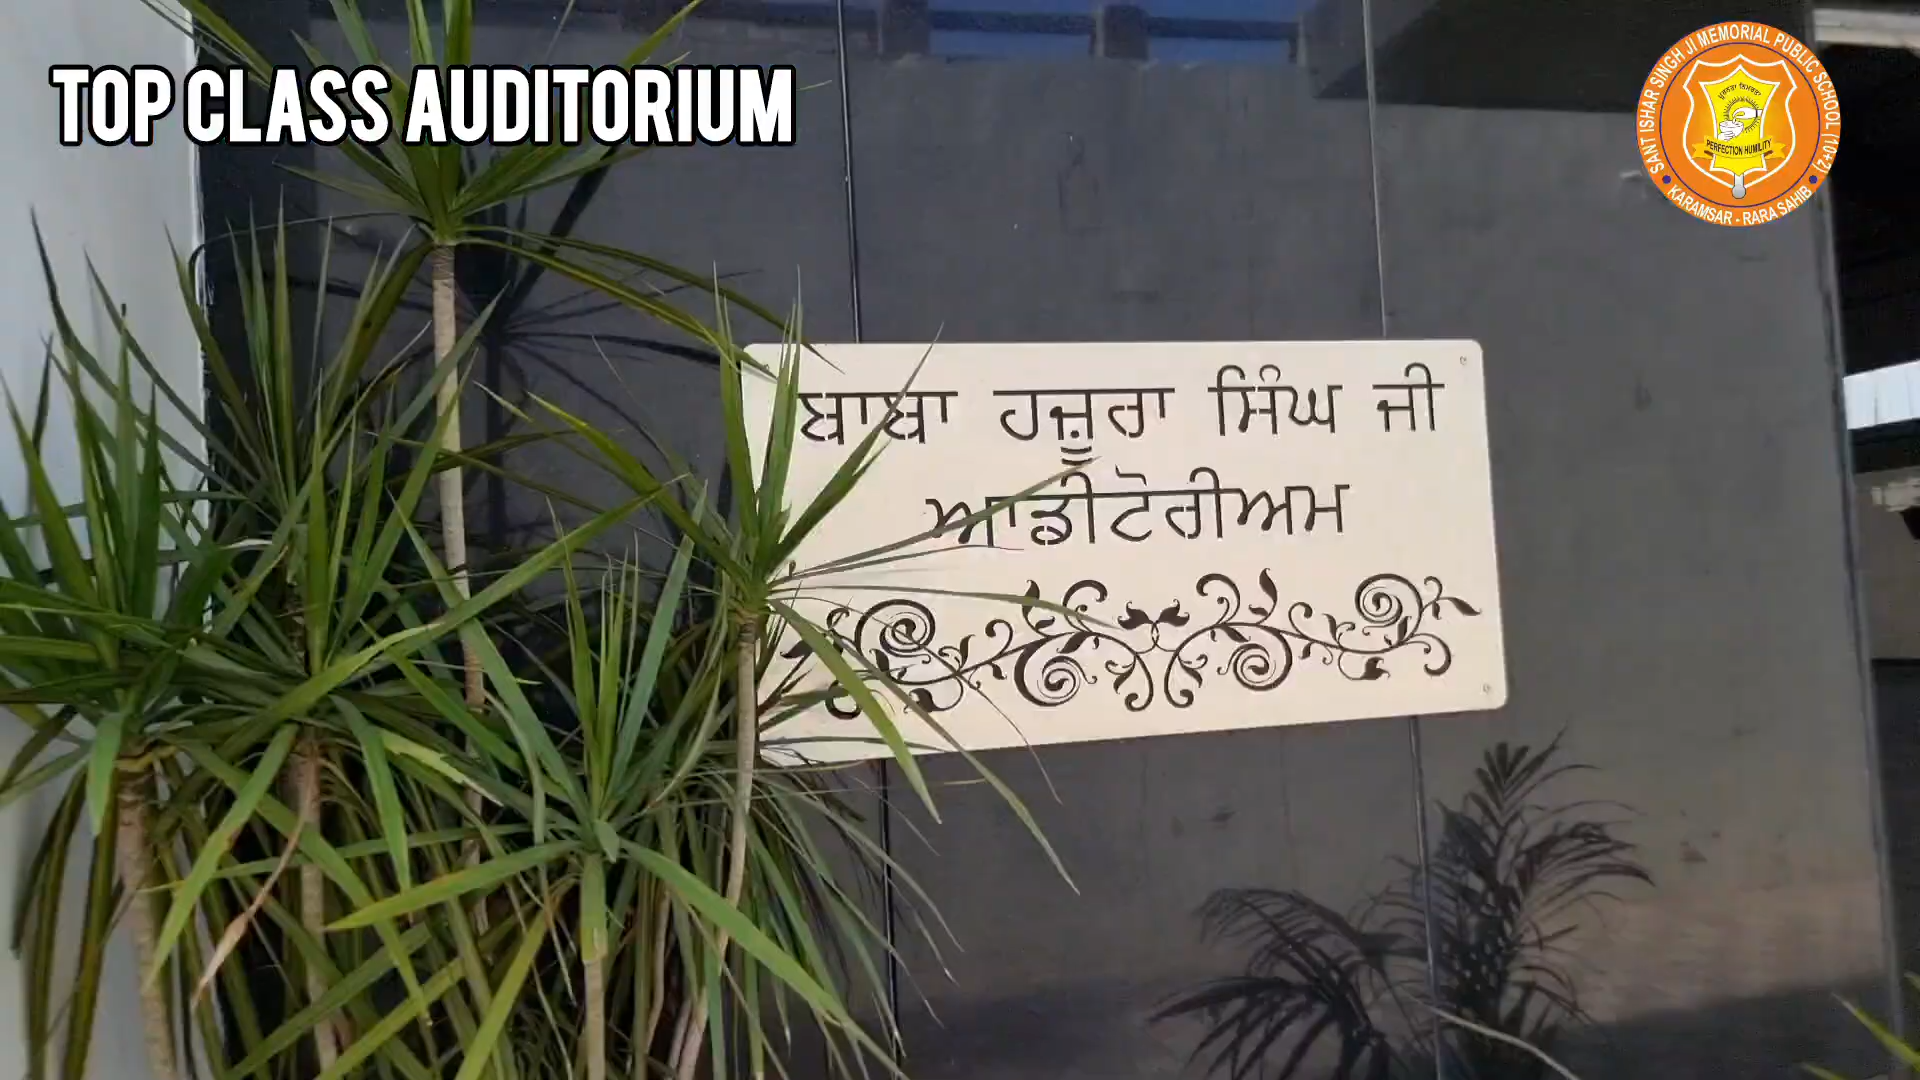 TOP CLASS AUDITORIUM
SANT ISHAR SINGH JI MEMORIAL PUBLIC SCHOOL (10+2)
PERFECTION HUMILITY
KARAMSAR - RARA SAHIB
ਬਾਬਾ ਹਜ਼ੂਰਾ ਸਿੰਘ ਜੀ
ਆਡੀਟੋਰੀਅਮ